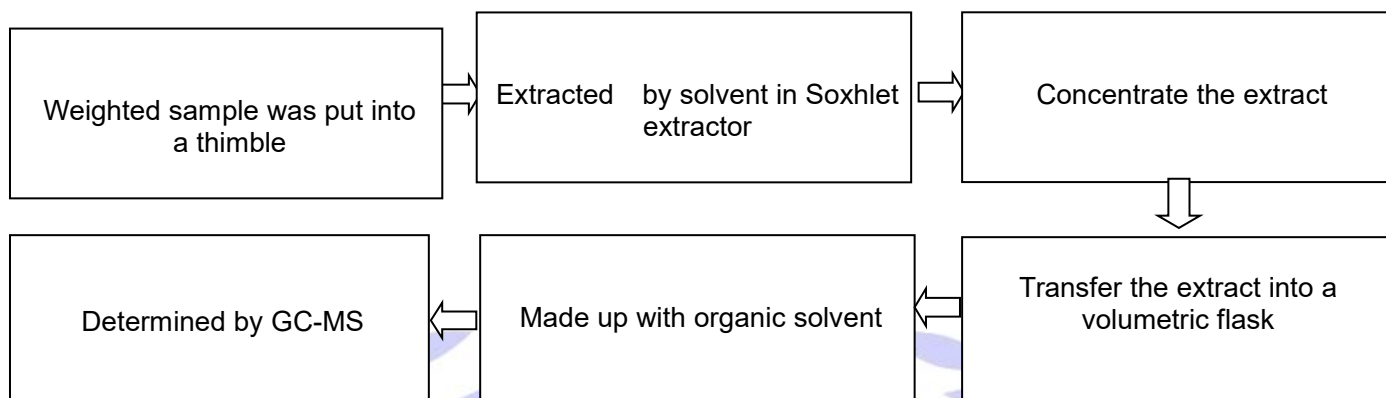 Weighted sample was put into
a thimble
Extracted by solvent in Soxhlet
extractor
Concentrate the extract
Transfer the extract into a
volumetric flask
Made up with organic solvent
Determined by GC-MS